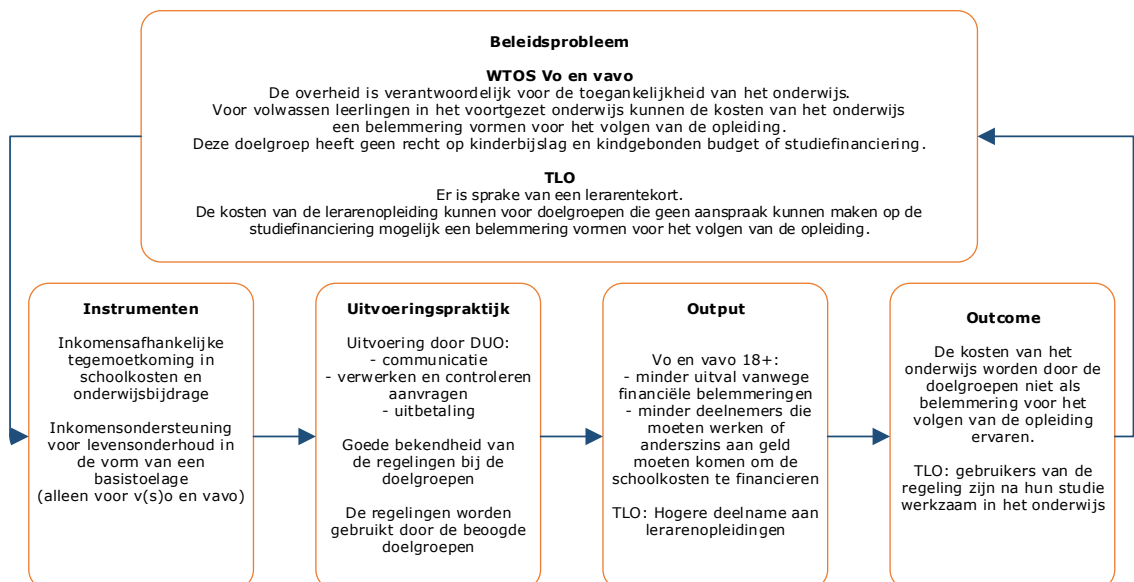 Beleidsprobleem
WTOS Vo en vavo
De overheid is verantwoordelijk voor de toegankelijkheid van het onderwijs.
Voor volwassen leerlingen in het voortgezet onderwijs kunnen de kosten van het onderwijs
een belemmering vormen voor het volgen van de opleiding.
Deze doelgroep heeft geen recht op kinderbijslag en kindgebonden budget of studiefinanciering.
TLO
Er is sprake van een lerarentekort.
De kosten van de lerarenopleiding kunnen voor doelgroepen die geen aanspraak kunnen maken op de
studiefinanciering mogelijk een belemmering vormen voor het volgen van de opleiding.
Instrumenten
Inkomensafhankelijke
tegemoetkoming in
schoolkosten en
onderwijsbijdrage
Inkomensondersteuning
voor levensonderhoud in
de vorm van een
basistoelage
(alleen voor v(s)o en vavo)
Uitvoeringspraktijk
Uitvoering door DUO:
- communicatie
- verwerken en controleren
aanvragen
- uitbetaling
Goede bekendheid van
de regelingen bij de
doelgroepen
De regelingen worden
gebruikt door de beoogde
doelgroepen
Output
Vo en vavo 18+:
- minder uitval vanwege
financiële belemmeringen
- minder deelnemers die
moeten werken of
anderszins aan geld
moeten komen om de
schoolkosten te financieren
TLO: Hogere deelname aan
lerarenopleidingen
Outcome
De kosten van het
onderwijs worden door de
doelgroepen niet als
belemmering voor het
volgen van de opleiding
ervaren.
TLO: gebruikers van de
regeling zijn na hun studie
werkzaam in het onderwijs